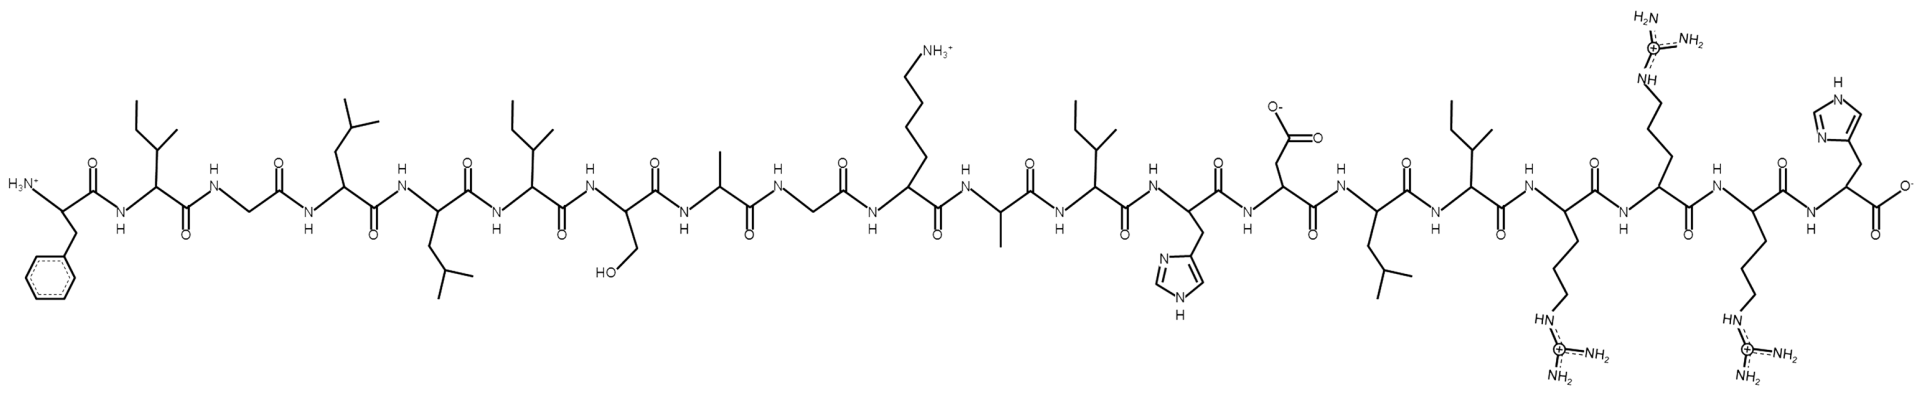 H₂N
NH₂
+
NH₃⁺
NH
H
N
O⁻
O
N
O H O H O H O H O H O H O H O H O H O
H₃N⁺ N N N N N N N N N O⁻
N N N N N N N N N N
H O H O H O H O H O H O H O H O H O H O
N
HO
N
H
HN HN
+ NH₂ + NH₂
NH₂ NH₂